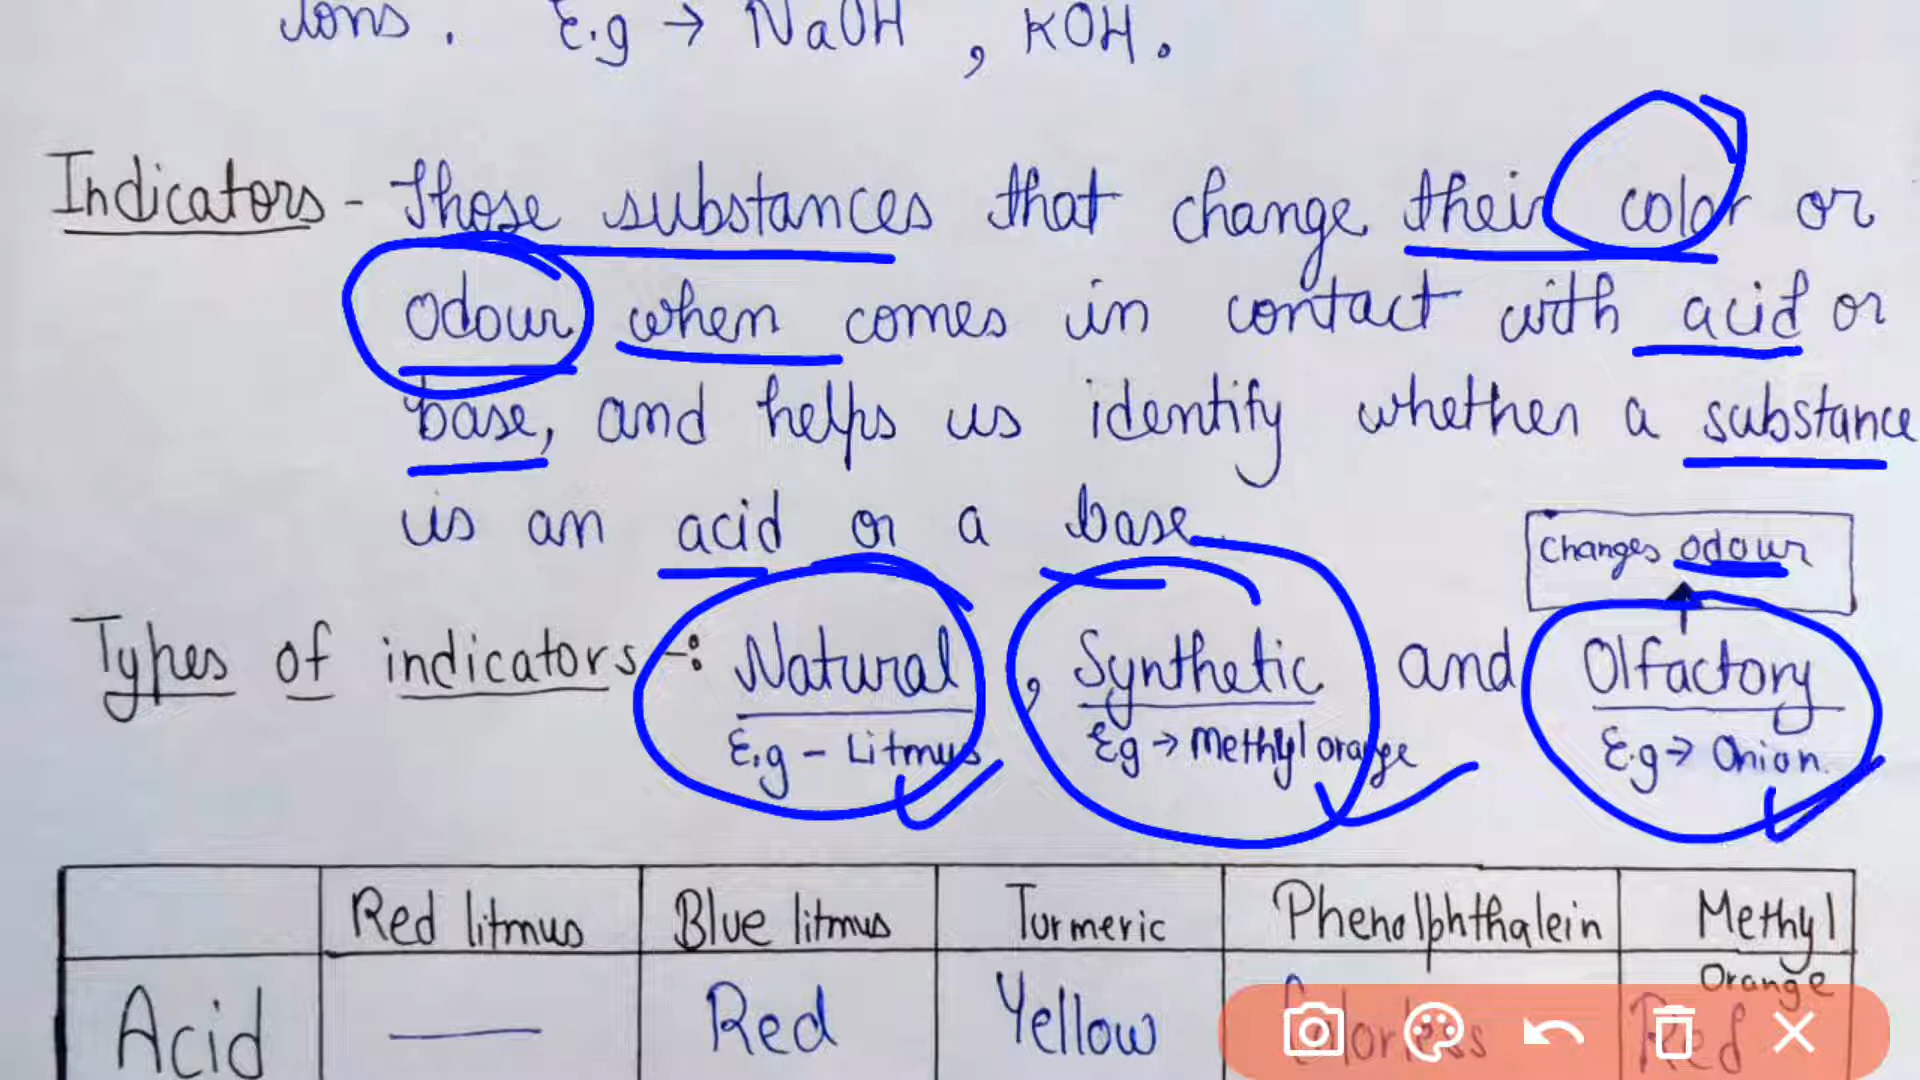 ions. E.g → NaOH, KOH.
Indicators - Those substances that change their color or
odour when comes in contact with acid or
base, and helps us identify whether a substance
is an acid or a base.
Changes odour
Types of indicators -: Natural, Synthetic and Olfactory
E.g - Litmus Eg → Methyl orange E.g → Onion.
Red litmus Blue litmus Turmeric Phenolphthalein Methyl
Orange
Acid — Red Yellow Colorless Red